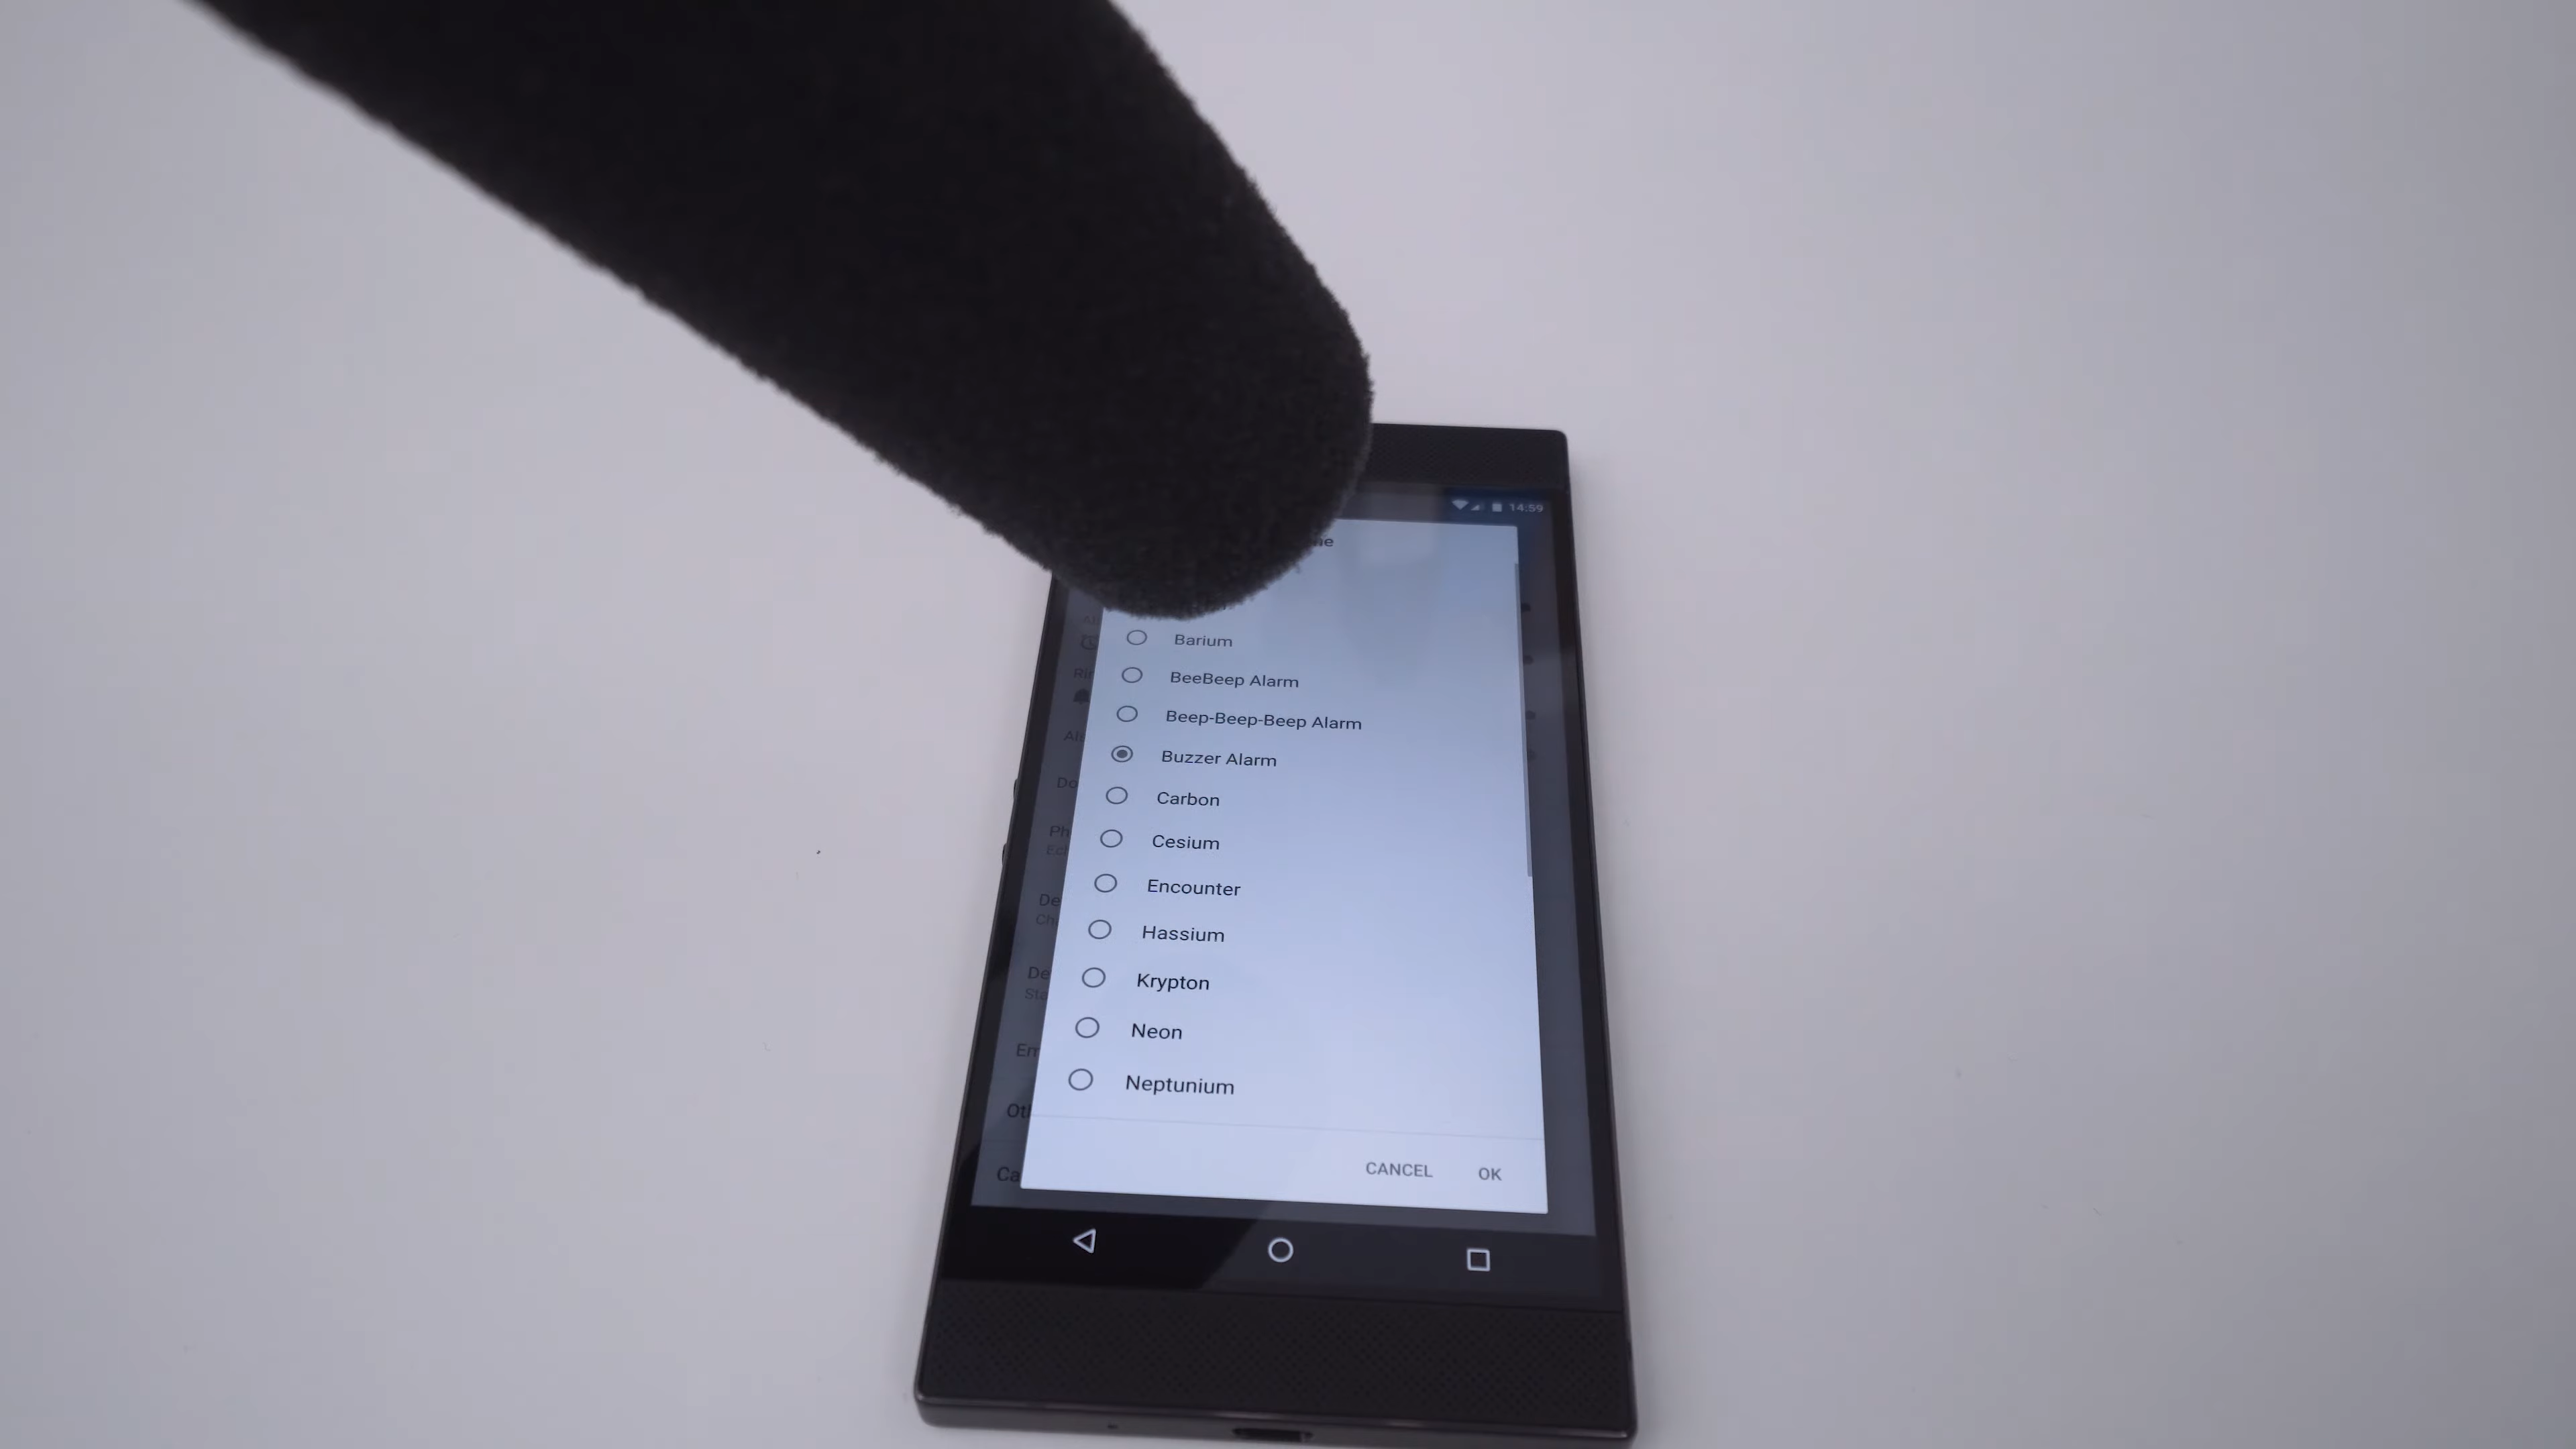 14:59
Barium
BeeBeep Alarm
Beep-Beep-Beep Alarm
Buzzer Alarm
Carbon
Cesium
Encounter
Hassium
Krypton
Neon
Neptunium
CANCEL OK